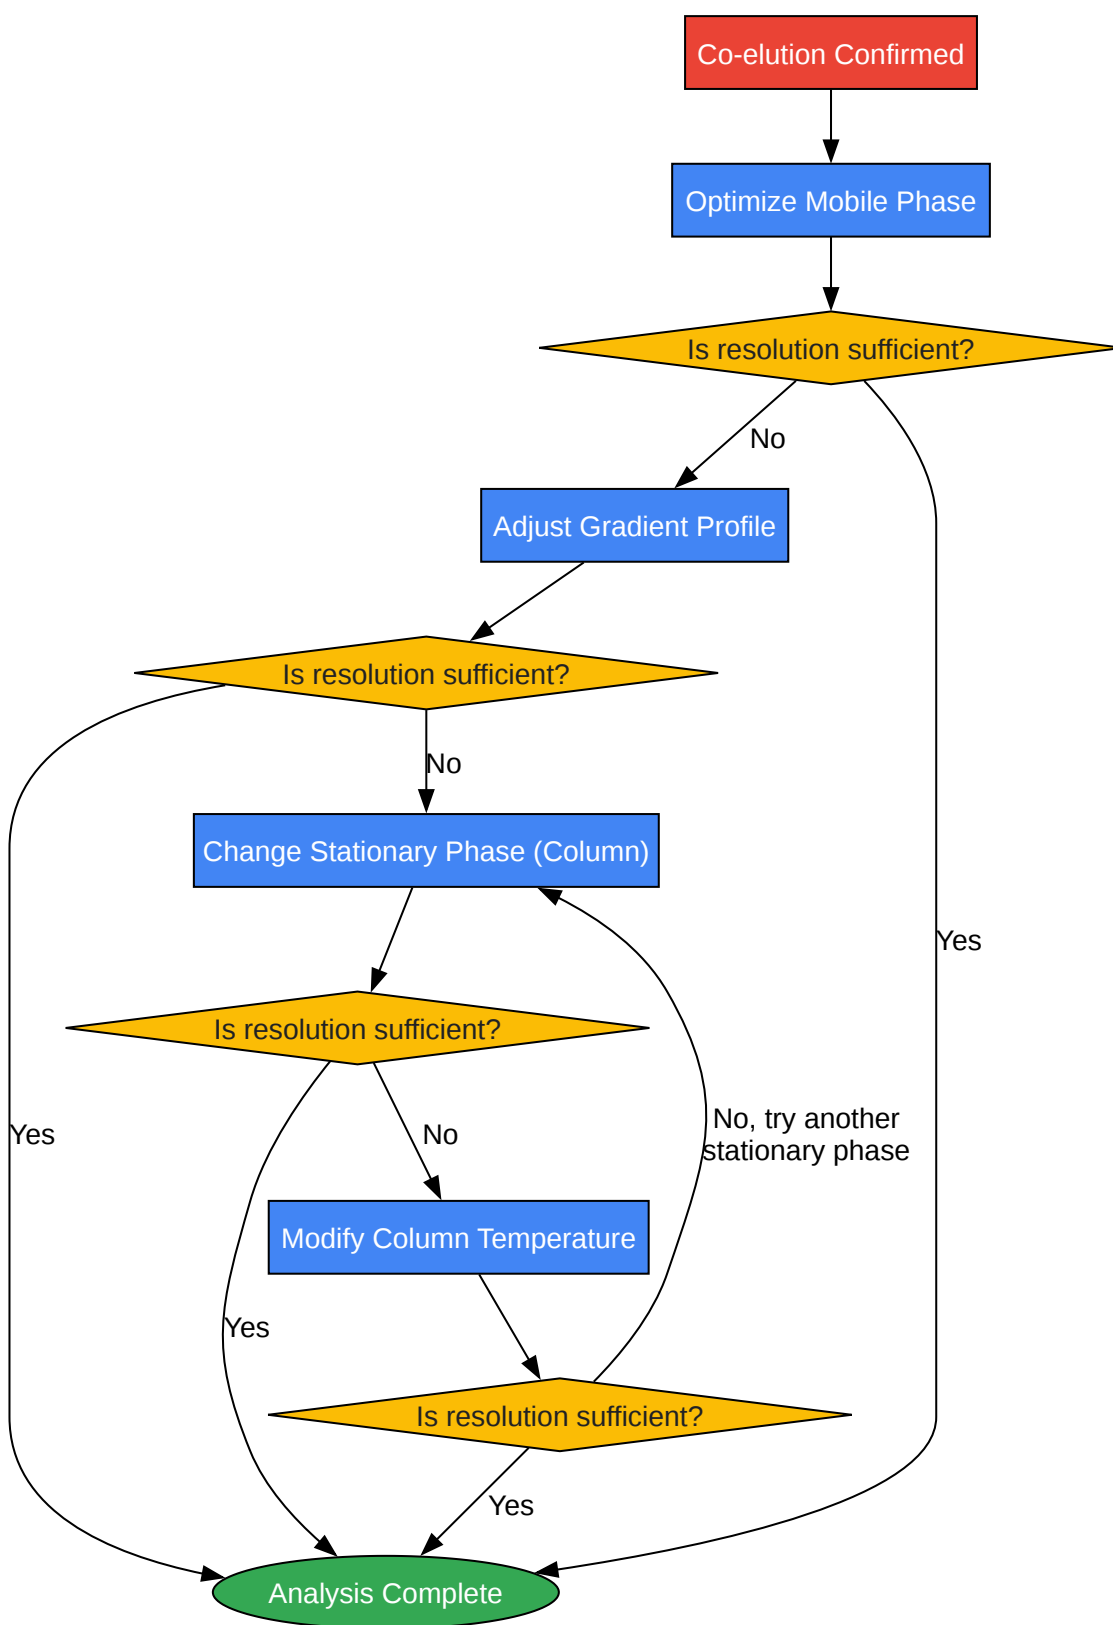 Co-elution Confirmed
Optimize Mobile Phase
Is resolution sufficient?
No
Adjust Gradient Profile
Is resolution sufficient?
No
Change Stationary Phase (Column)
Yes
Is resolution sufficient?
Yes
No
No, try another
stationary phase
Modify Column Temperature
Yes
Is resolution sufficient?
Yes
Analysis Complete